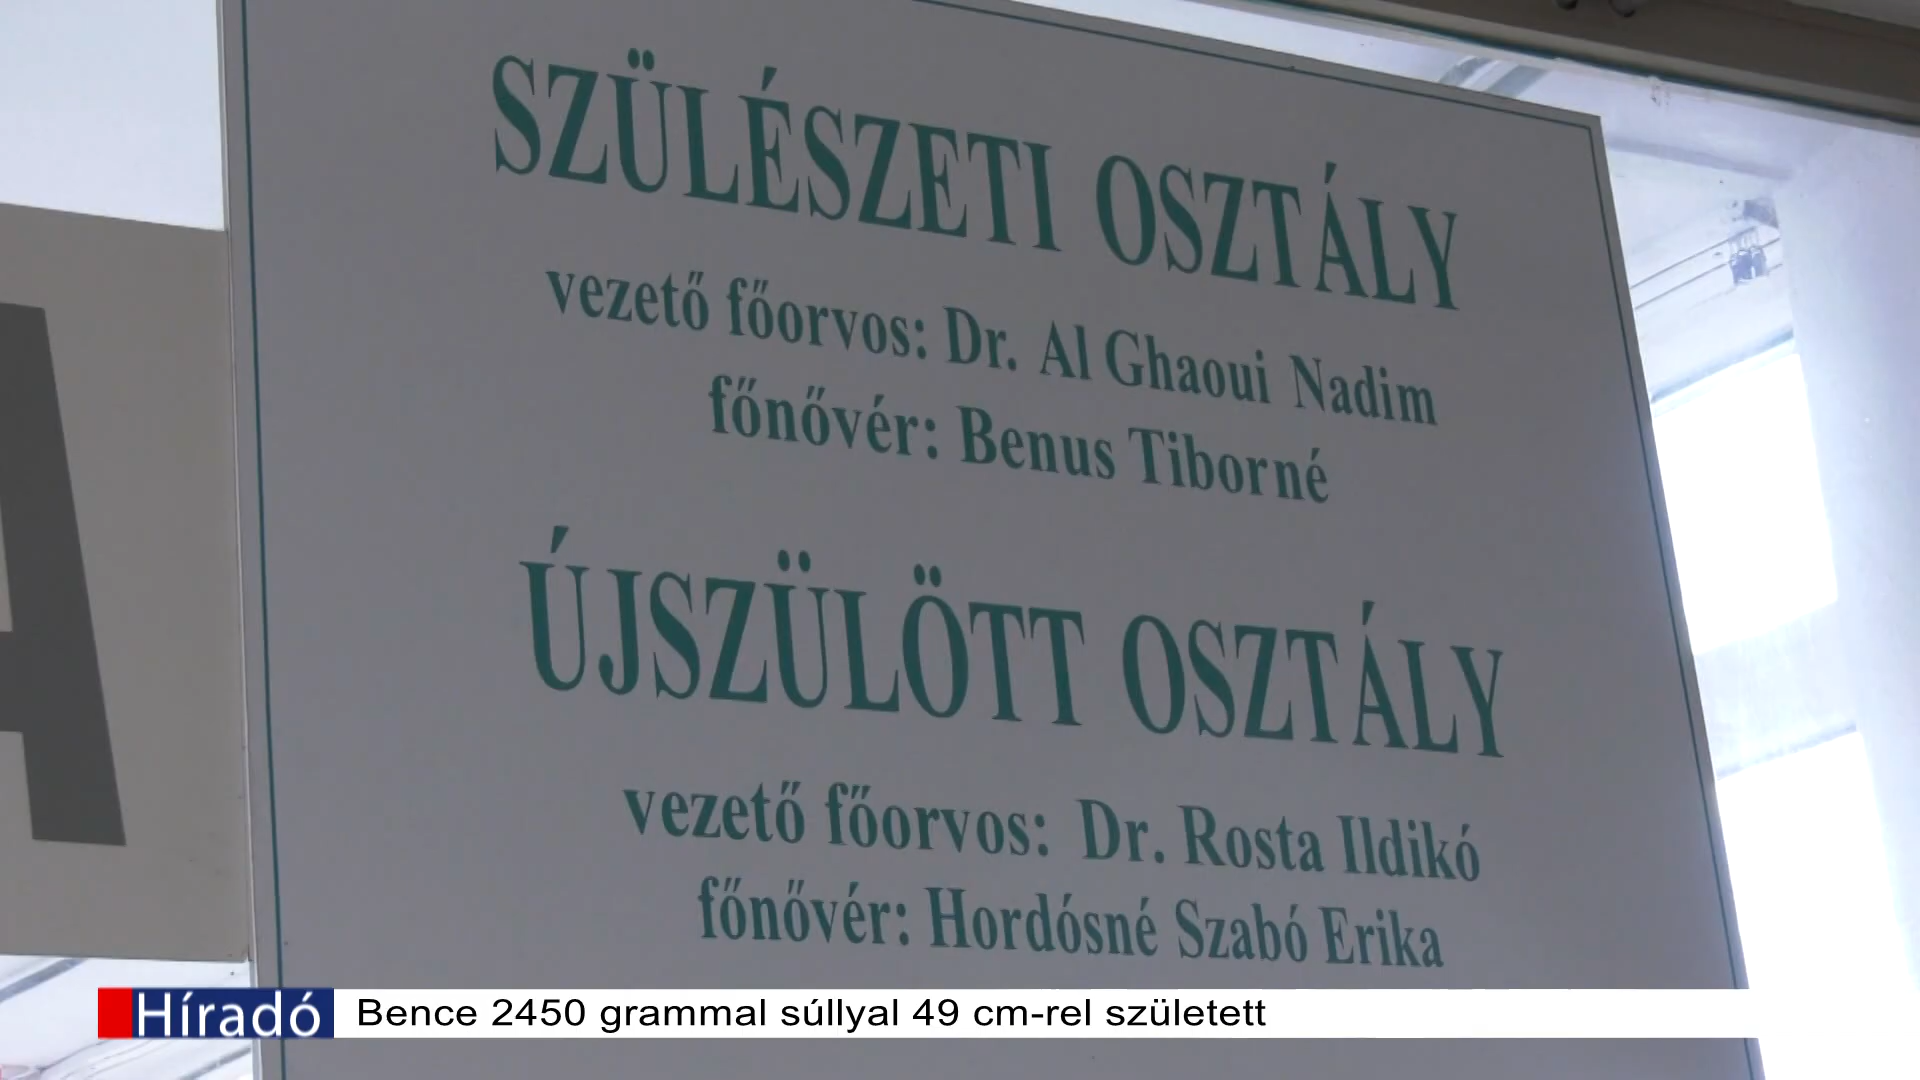 SZÜLÉSZETI OSZTÁLY
vezető főorvos: Dr. Al Ghaoui Nadim
főnővér: Benus Tiborné
ÚJSZÜLÖTT OSZTÁLY
vezető főorvos: Dr. Rosta Ildikó
főnővér: Hordósné Szabó Erika
Híradó Bence 2450 grammal súllyal 49 cm-rel született